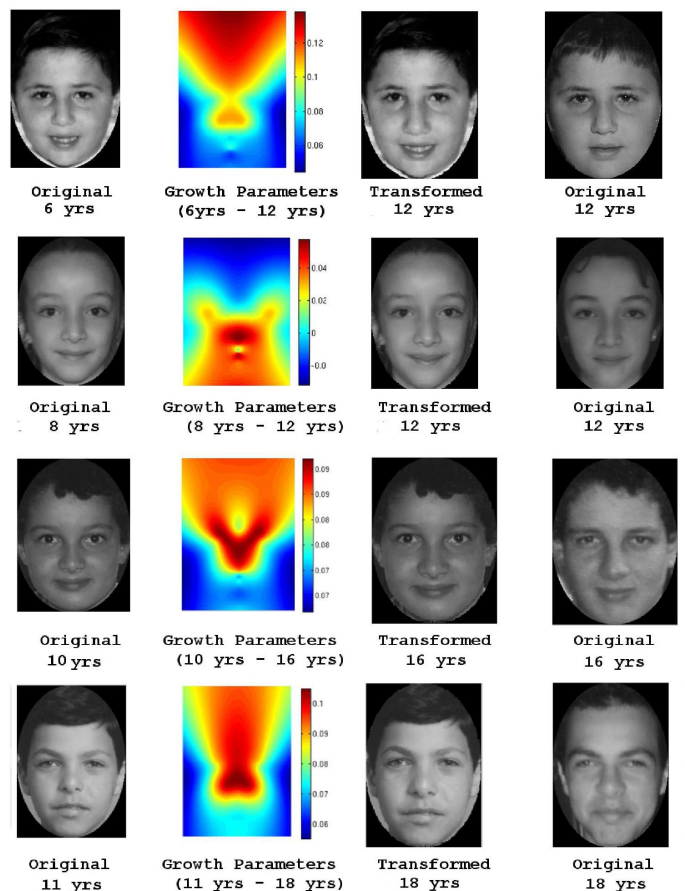 0.12
0.10
0.08
0.06
Original Growth Parameters Transformed Original
6 yrs (6yrs - 12 yrs) 12 yrs 12 yrs
0.04
0.02
0
-0.0
Original Growth Parameters Transformed Original
8 yrs (8 yrs - 12 yrs) 12 yrs 12 yrs
0.09
0.09
0.08
0.08
0.07
0.07
Original Growth Parameters Transformed Original
10 yrs (10 yrs - 16 yrs) 16 yrs 16 yrs
0.1
0.09
0.08
0.07
0.06
Original Growth Parameters Transformed Original
11 yrs (11 yrs - 18 yrs) 18 yrs 18 yrs